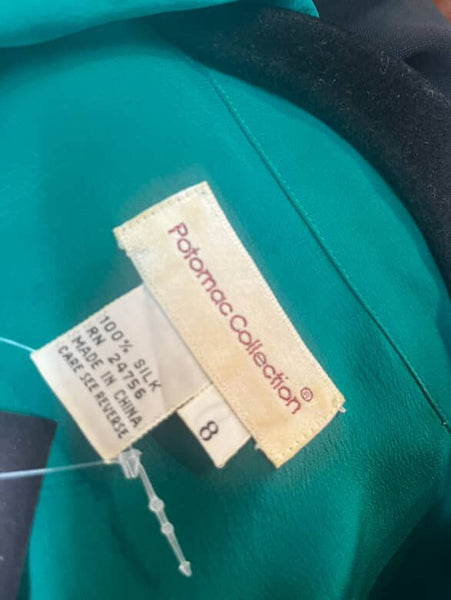 Potomac Collection®
100% SILK
RN 24756
MADE IN CHINA
CARE SEE REVERSE
8